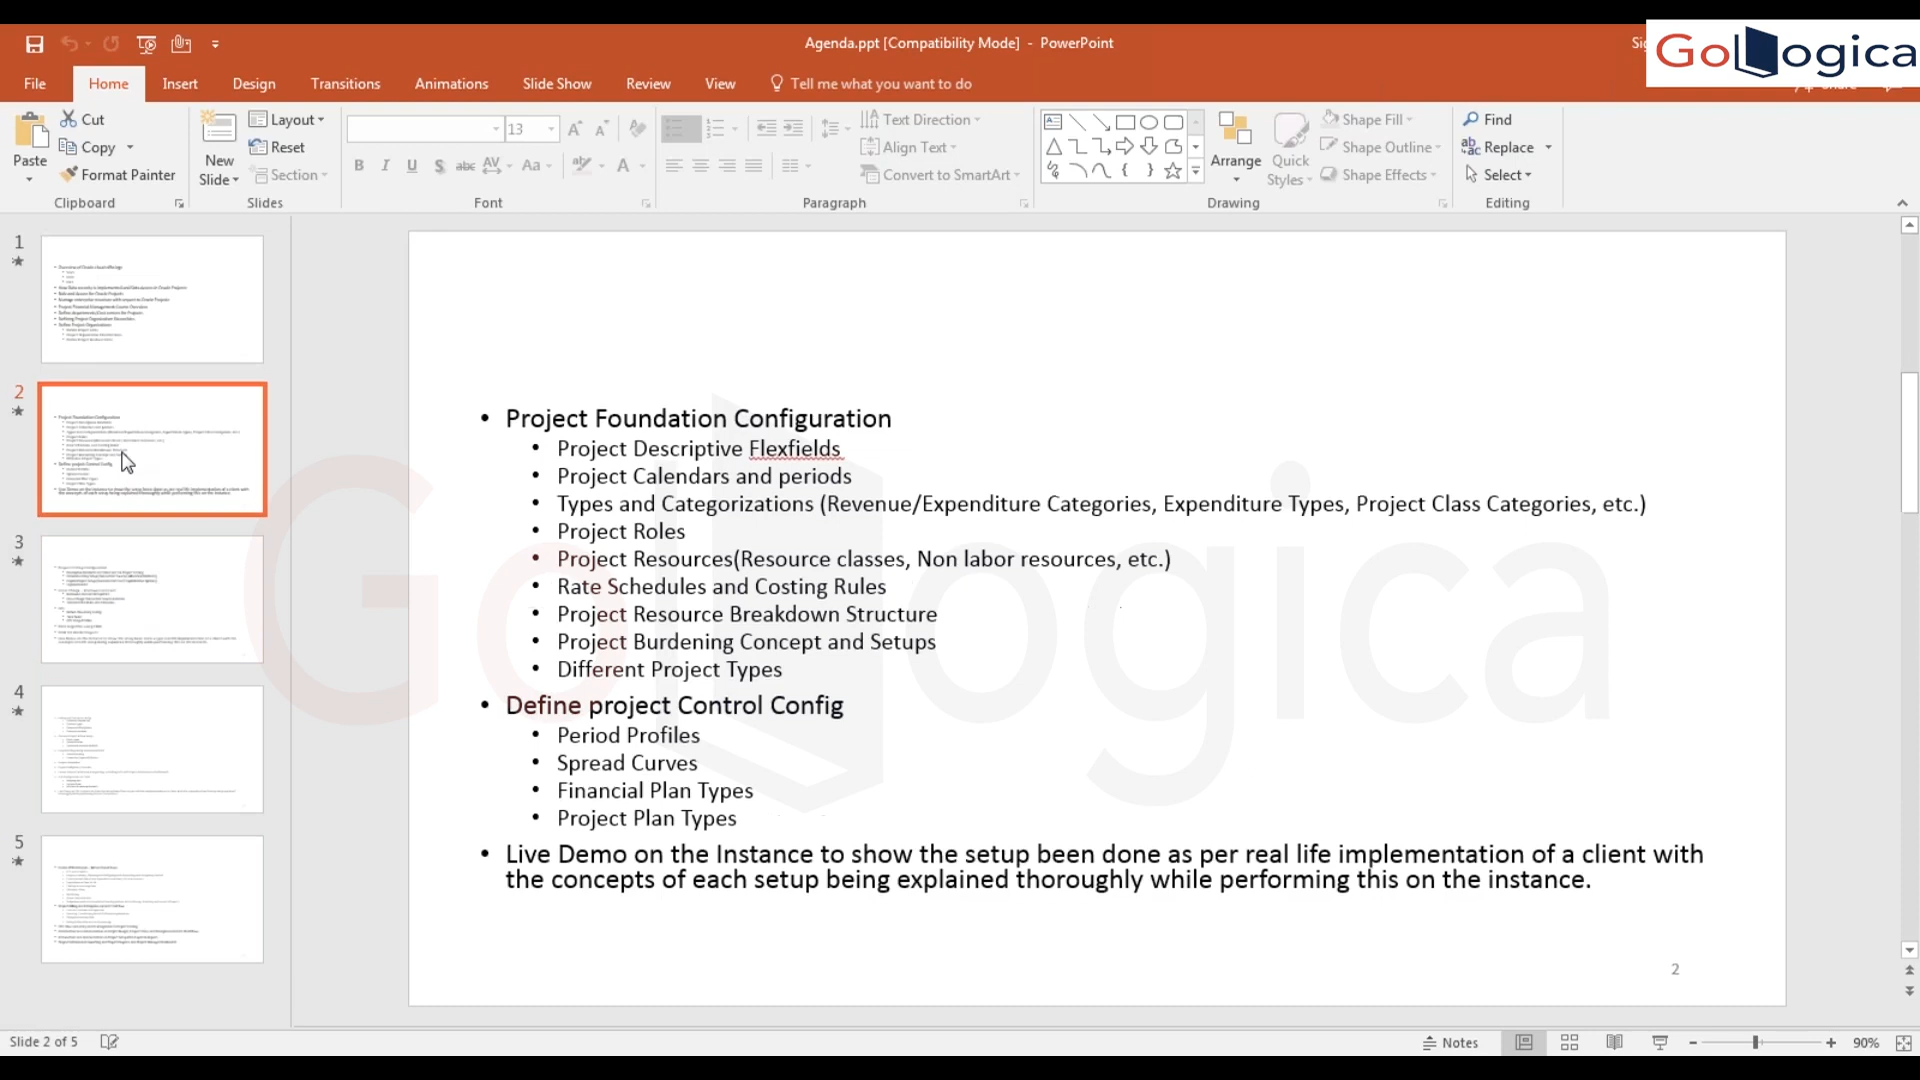 Agenda.ppt [Compatibility Mode] - PowerPoint
GoLogica
File Home Insert Design Transitions Animations Slide Show Review View Tell me what you want to do
Paste
Cut
Copy
Format Painter
Clipboard
New Slide
Layout
Reset
Section
Slides
13
B I U S abc AV Aa A
Font
Text Direction
Align Text
Convert to SmartArt
Paragraph
Arrange
Quick Styles
Shape Fill
Shape Outline
Shape Effects
Drawing
Find
Replace
Select
Editing
1
2
3
4
5
• Project Foundation Configuration
• Project Descriptive Flexfields
• Project Calendars and periods
• Types and Categorizations (Revenue/Expenditure Categories, Expenditure Types, Project Class Categories, etc.)
• Project Roles
• Project Resources(Resource classes, Non labor resources, etc.)
• Rate Schedules and Costing Rules
• Project Resource Breakdown Structure
• Project Burdening Concept and Setups
• Different Project Types
• Define project Control Config
• Period Profiles
• Spread Curves
• Financial Plan Types
• Project Plan Types
• Live Demo on the Instance to show the setup been done as per real life implementation of a client with
the concepts of each setup being explained thoroughly while performing this on the instance.
2
GoLogica
Slide 2 of 5
Notes
90%